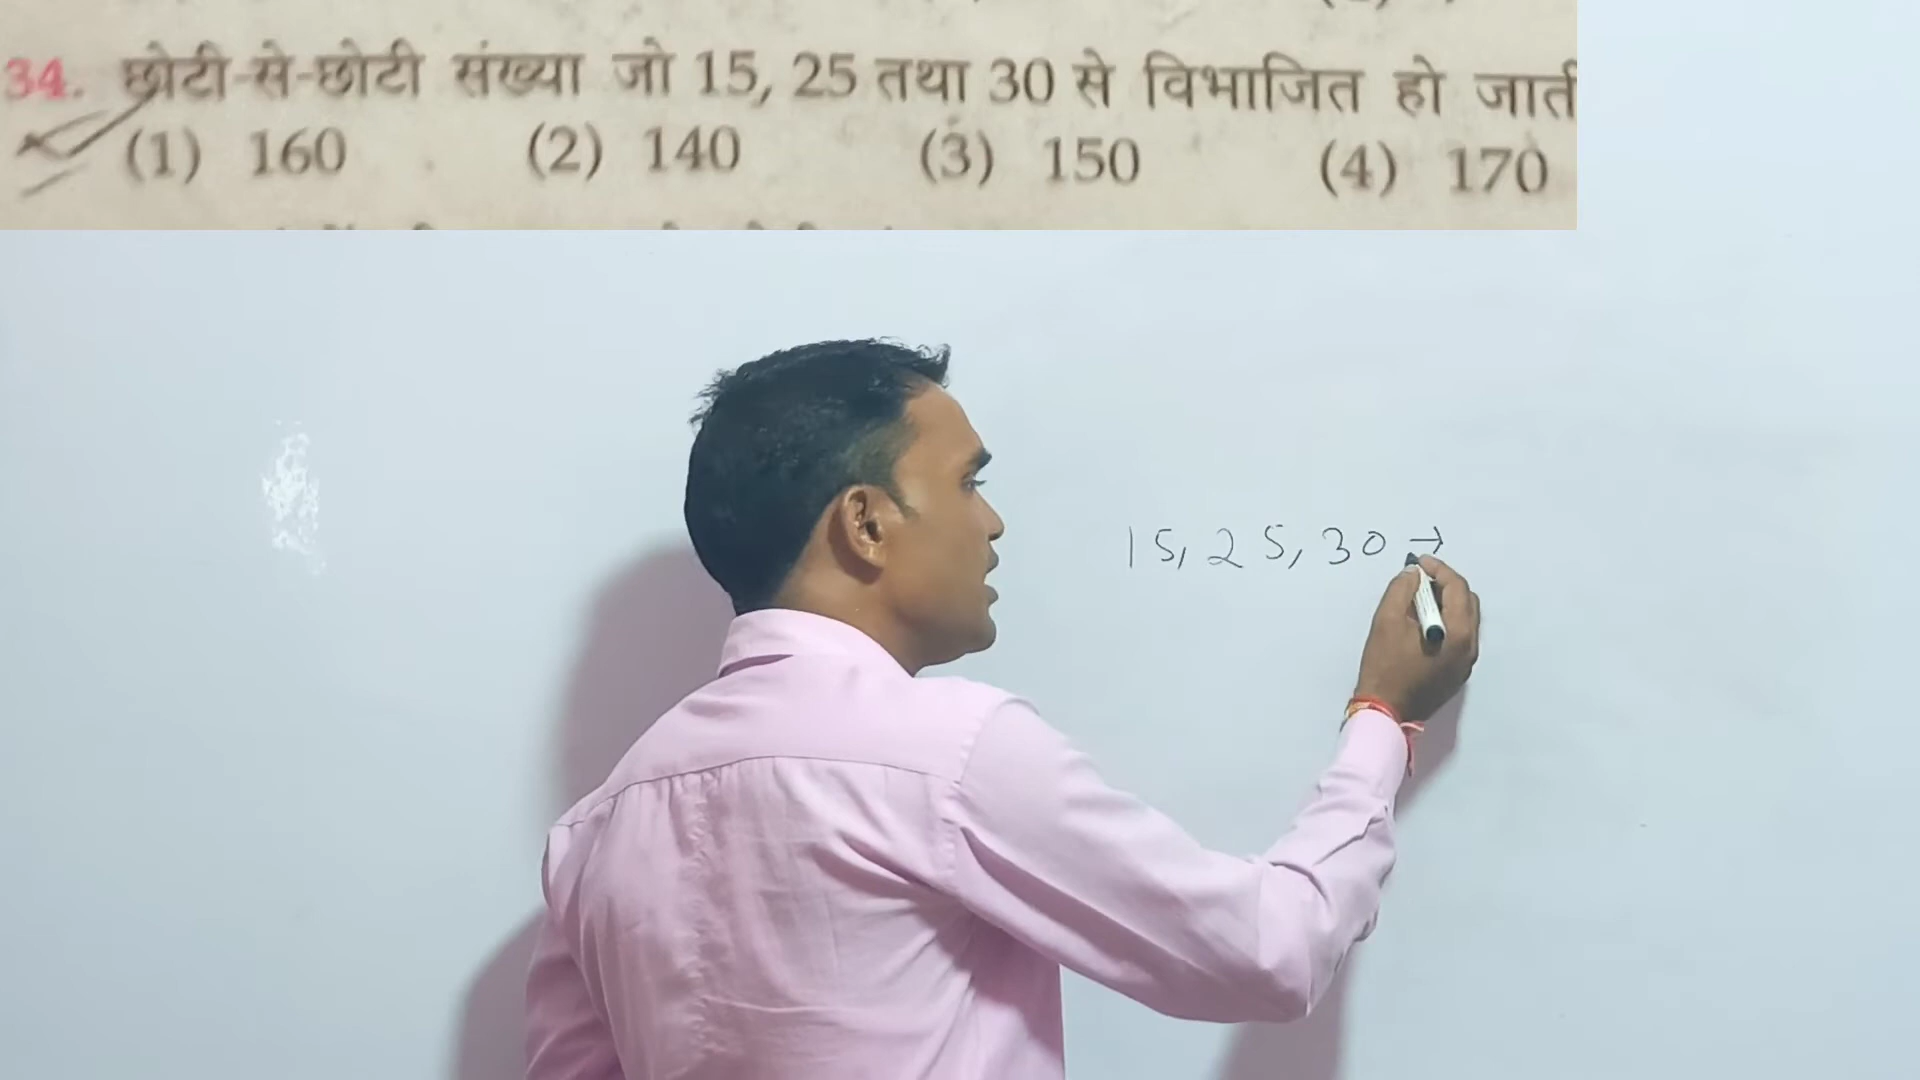 34. छोटी-से-छोटी संख्या जो 15, 25 तथा 30 से विभाजित हो जाती
(1) 160 (2) 140 (3) 150 (4) 170
15, 25, 30 →